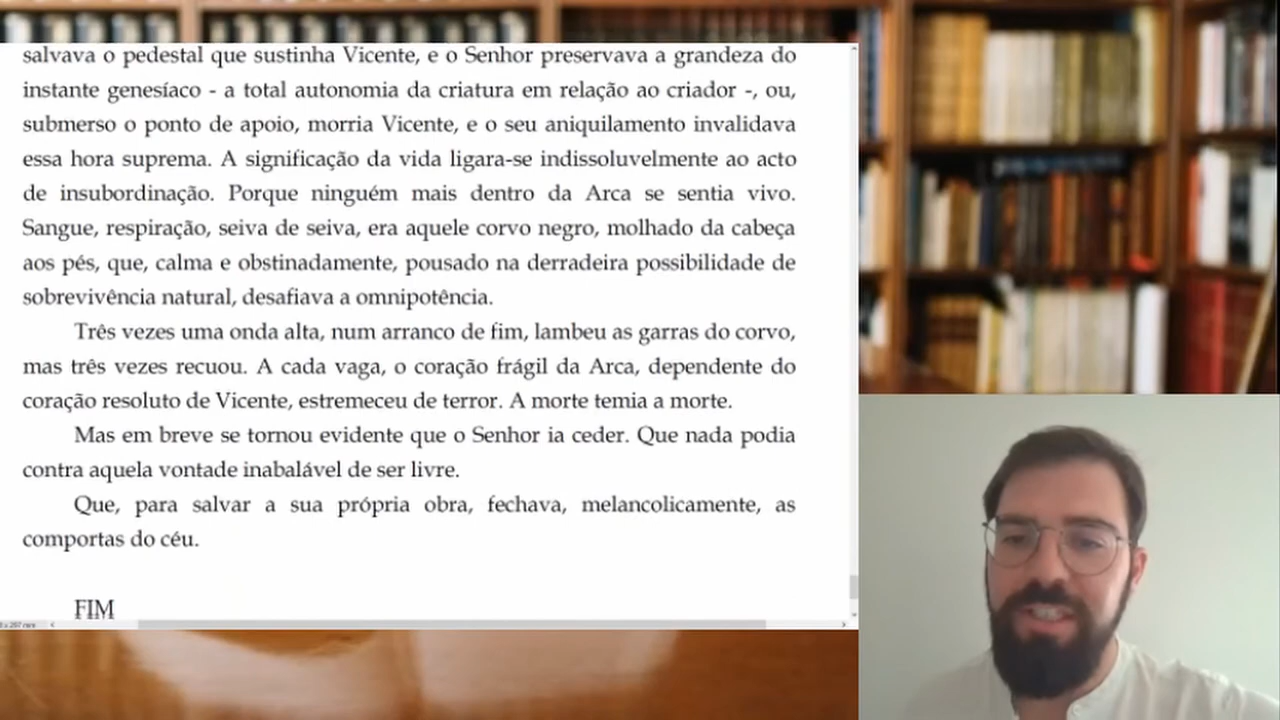 salvava o pedestal que sustinha Vicente, e o Senhor preservava a grandeza do
instante genesíaco - a total autonomia da criatura em relação ao criador -, ou,
submerso o ponto de apoio, morria Vicente, e o seu aniquilamento invalidava
essa hora suprema. A significação da vida ligara-se indissoluvelmente ao acto
de insubordinação. Porque ninguém mais dentro da Arca se sentia vivo.
Sangue, respiração, seiva de seiva, era aquele corvo negro, molhado da cabeça
aos pés, que, calma e obstinadamente, pousado na derradeira possibilidade de
sobrevivência natural, desafiava a omnipotência.
Três vezes uma onda alta, num arranco de fim, lambeu as garras do corvo,
mas três vezes recuou. A cada vaga, o coração frágil da Arca, dependente do
coração resoluto de Vicente, estremeceu de terror. A morte temia a morte.
Mas em breve se tornou evidente que o Senhor ia ceder. Que nada podia
contra aquela vontade inabalável de ser livre.
Que, para salvar a sua própria obra, fechava, melancolicamente, as
comportas do céu.
FIM